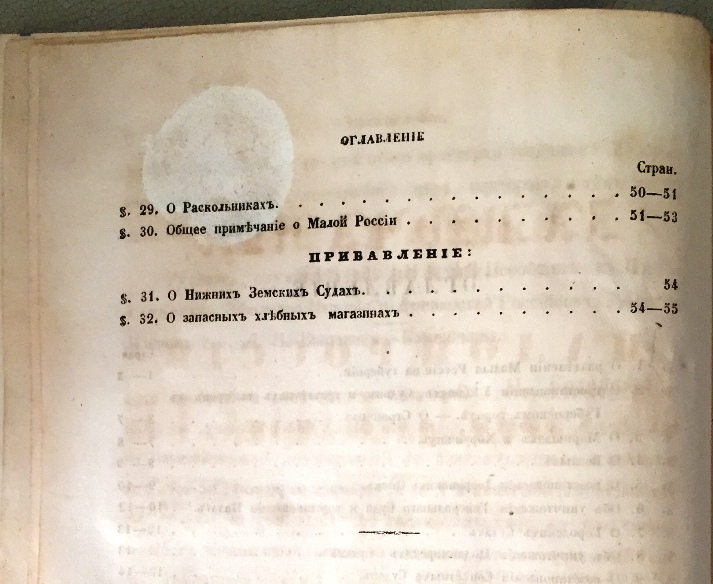 ОГЛАВЛЕНІЕ
Стран.
§. 29. О Раскольникахъ. . . . . . . . . . . . . . . . 50—51
§. 30. Общее примѣчаніе о Малой Россіи . . . . . . . . . . 51—53
ПРИБАВЛЕНІЕ:
§. 31. О Нижнихъ Земскихъ Судахъ. . . . . . . . . . . . 54
§. 32. О запасныхъ хлѣбныхъ магазинахъ . . . . . . . . . . 54—55